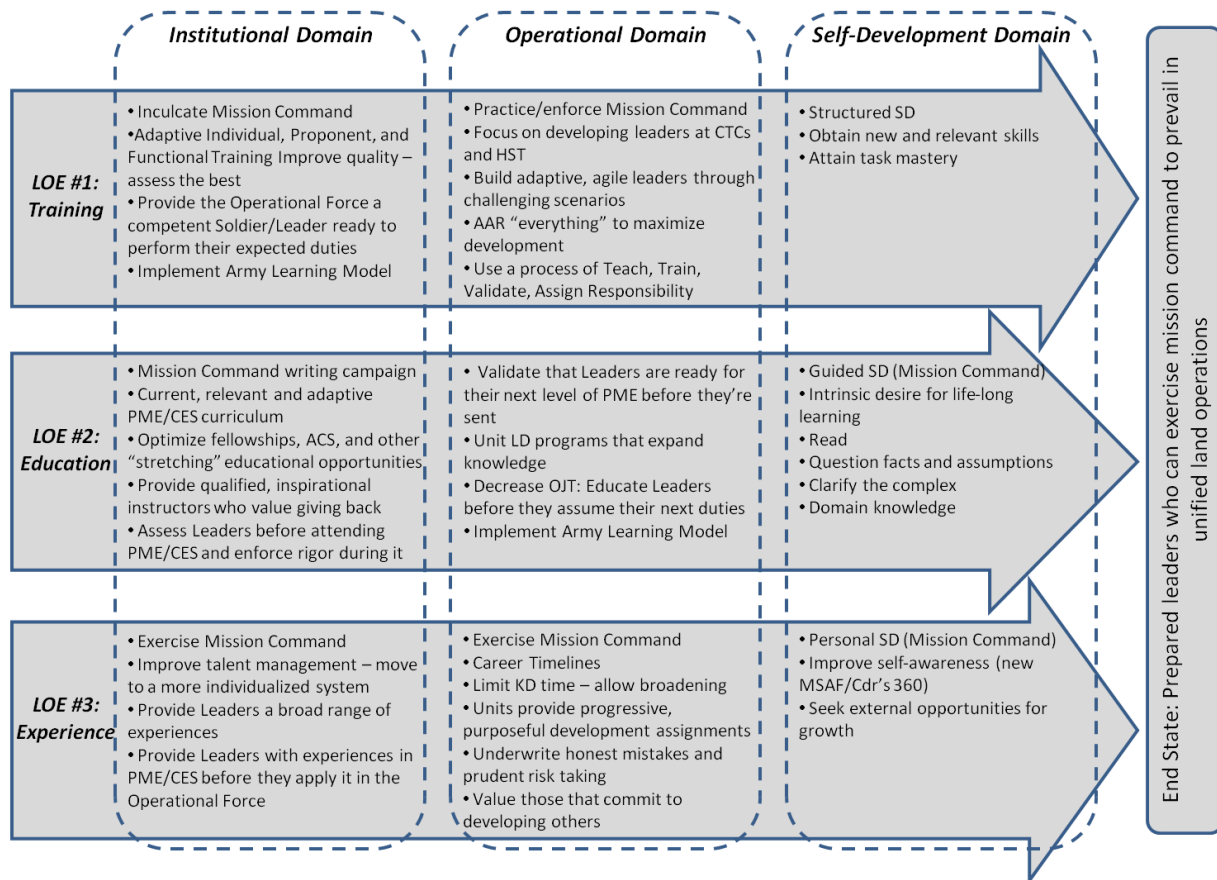 Institutional Domain
Operational Domain
Self-Development Domain
LOE #1:
Training
• Inculcate Mission Command
• Adaptive Individual, Proponent, and
Functional Training Improve quality –
assess the best
• Provide the Operational Force a
competent Soldier/Leader ready to
perform their expected duties
• Implement Army Learning Model
• Practice/enforce Mission Command
• Focus on developing leaders at CTCs
and HST
• Build adaptive, agile leaders through
challenging scenarios
• AAR “everything” to maximize
development
• Use a process of Teach, Train,
Validate, Assign Responsibility
• Structured SD
• Obtain new and relevant skills
• Attain task mastery
LOE #2:
Education
• Mission Command writing campaign
• Current, relevant and adaptive
PME/CES curriculum
• Optimize fellowships, ACS, and other
“stretching” educational opportunities
• Provide qualified, inspirational
instructors who value giving back
• Assess Leaders before attending
PME/CES and enforce rigor during it
• Validate that Leaders are ready for
their next level of PME before they’re
sent
• Unit LD programs that expand
knowledge
• Decrease OJT: Educate Leaders
before they assume their next duties
• Implement Army Learning Model
• Guided SD (Mission Command)
• Intrinsic desire for life-long
learning
• Read
• Question facts and assumptions
• Clarify the complex
• Domain knowledge
LOE #3:
Experience
• Exercise Mission Command
• Improve talent management – move
to a more individualized system
• Provide Leaders a broad range of
experiences
• Provide Leaders with experiences in
PME/CES before they apply it in the
Operational Force
• Exercise Mission Command
• Career Timelines
• Limit KD time – allow broadening
• Units provide progressive,
purposeful development assignments
• Underwrite honest mistakes and
prudent risk taking
• Value those that commit to
developing others
• Personal SD (Mission Command)
• Improve self-awareness (new
MSAF/Cdr’s 360)
• Seek external opportunities for
growth
End State: Prepared leaders who can exercise mission command to prevail in
unified land operations